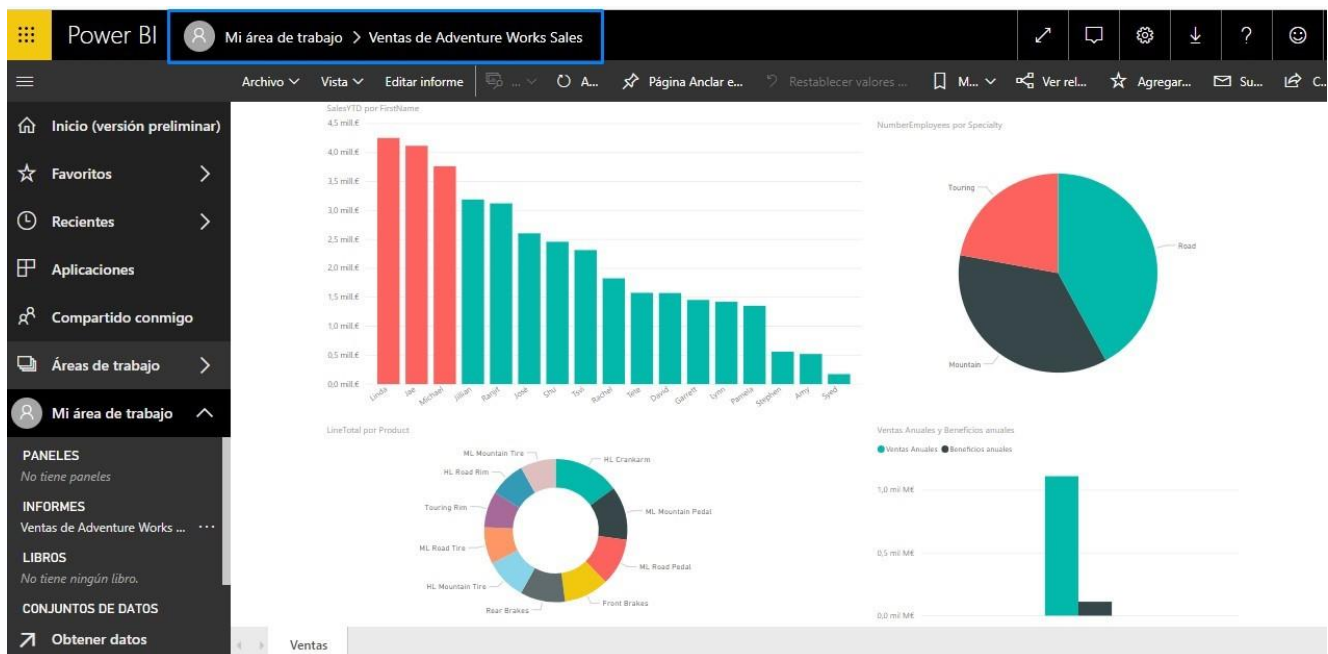 Power BI
Mi área de trabajo > Ventas de Adventure Works Sales
?
Archivo
Vista
Editar informe
...
A...
Página Anclar e...
Restablecer valores ...
M...
Ver rel...
Agregar...
Su...
C...
Inicio (versión preliminar)
Favoritos
Recientes
Aplicaciones
Compartido conmigo
Áreas de trabajo
Mi área de trabajo
PANELES
No tiene paneles
INFORMES
Ventas de Adventure Works ... ...
LIBROS
No tiene ningún libro.
CONJUNTOS DE DATOS
Obtener datos
SalesYTD por FirstName
4,5 mill.€
4,0 mill.€
3,5 mill.€
3,0 mill.€
2,5 mill.€
2,0 mill.€
1,5 mill.€
1,0 mill.€
0,5 mill.€
0,0 mill.€
Linda
Jae
Michael
Jillian
Ranjit
José
Shu
Tsvi
Rachel
Tete
David
Garrett
Lynn
Pamela
Stephen
Amy
Syed
NumberEmployees por Specialty
Touring
Road
Mountain
LineTotal por Product
ML Mountain Tire
HL Crankarm
HL Road Rim
Touring Rim
ML Mountain Pedal
ML Road Tire
ML Road Pedal
HL Mountain Tire
Front Brakes
Rear Brakes
Ventas Anuales y Beneficios anuales
Ventas Anuales
Beneficios anuales
1,0 mil M€
0,5 mil M€
0,0 mil M€
Ventas